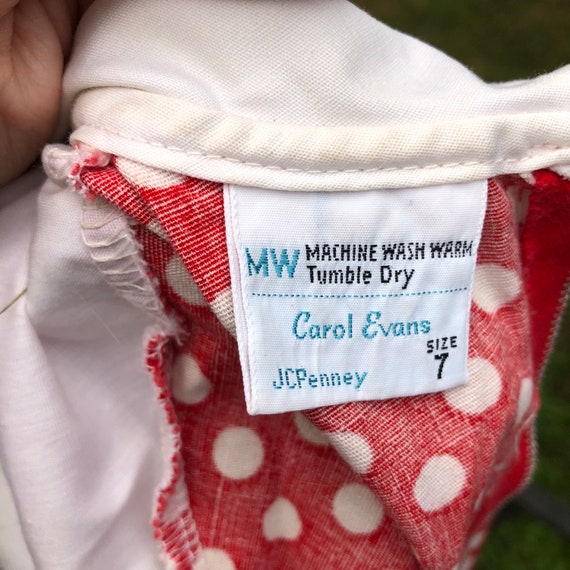 MW MACHINE WASH WARM
Tumble Dry
Carol Evans
SIZE
JCPenney 7